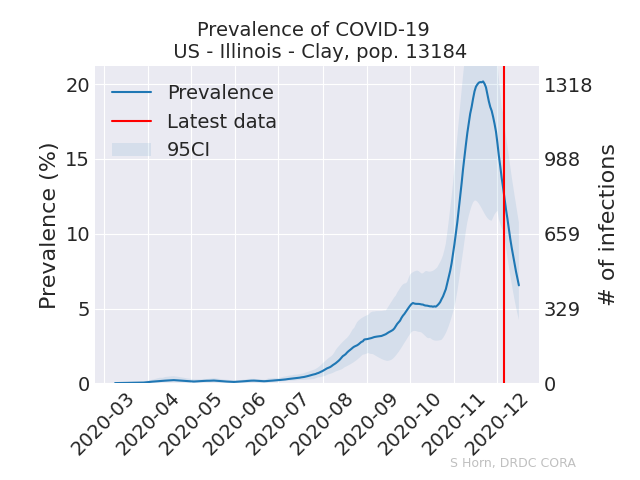 Prevalence of COVID-19
US - Illinois - Clay, pop. 13184
Prevalence
Latest data
95CI
Prevalence (%)
20
15
10
5
0
1318
988
659
329
0
# of infections
2020-03
2020-04
2020-05
2020-06
2020-07
2020-08
2020-09
2020-10
2020-11
2020-12
S Horn, DRDC CORA